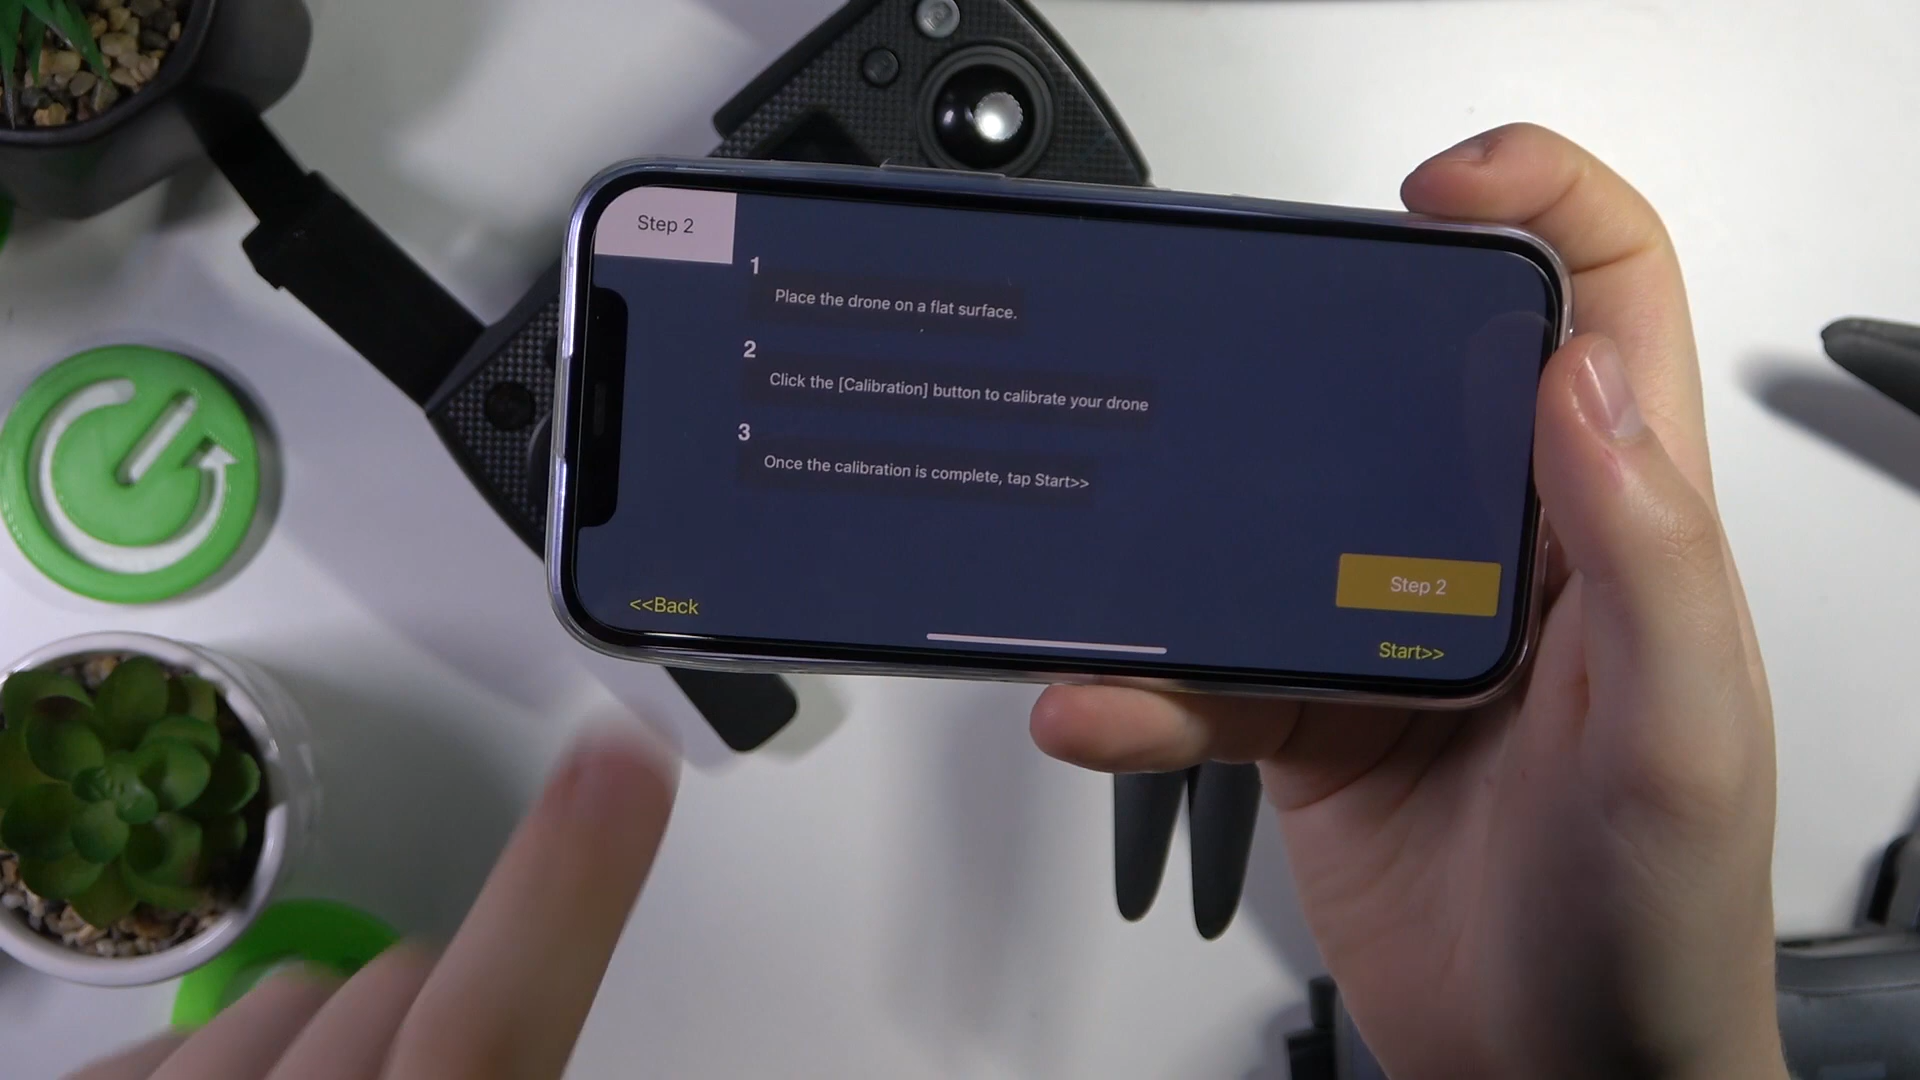 Step 2
1
Place the drone on a flat surface.
2
Click the [Calibration] button to calibrate your drone
3
Once the calibration is complete, tap Start>>
Step 2
<<Back
Start>>